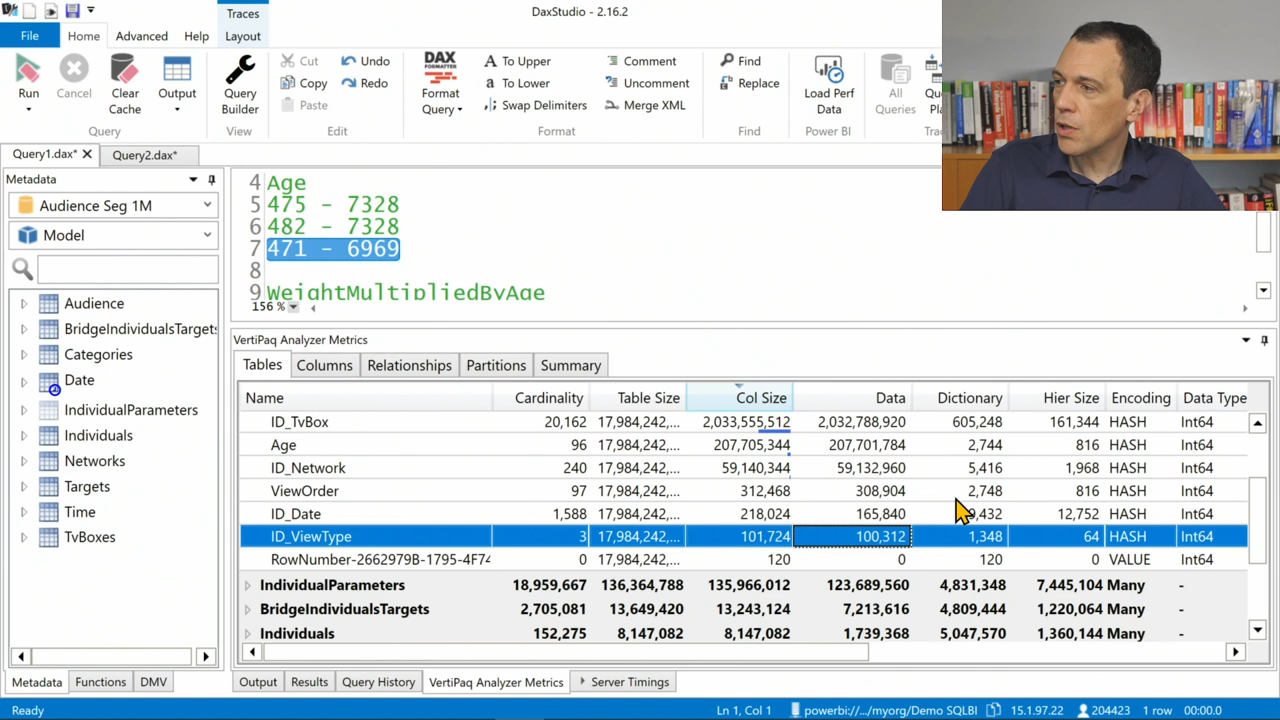 DaxStudio - 2.16.2
Traces
File Home Advanced Help Layout
Run
Cancel
Clear Cache
Output
Query
Query Builder
View
Cut
Copy
Paste
Undo
Redo
Edit
DAX FORMATTER
Format Query
To Upper
To Lower
Swap Delimiters
Comment
Uncomment
Merge XML
Format
Find
Replace
Find
Load Perf Data
Power BI
All Queries
Query1.dax* Query2.dax*
Metadata
Audience Seg 1M
Model
Audience
BridgeIndividualsTargets
Categories
Date
IndividualParameters
Individuals
Networks
Targets
Time
TvBoxes
4 Age
5 475 - 7328
6 482 - 7328
7 471 - 6969
8
9 WeightMultipliedByAge
156 %
VertiPaq Analyzer Metrics
Tables Columns Relationships Partitions Summary
Name Cardinality Table Size Col Size Data Dictionary Hier Size Encoding Data Type
ID_TvBox 20,162 17,984,242,... 2,033,555,512 2,032,788,920 605,248 161,344 HASH Int64
Age 96 17,984,242,... 207,705,344 207,701,784 2,744 816 HASH Int64
ID_Network 240 17,984,242,... 59,140,344 59,132,960 5,416 1,968 HASH Int64
ViewOrder 97 17,984,242,... 312,468 308,904 2,748 816 HASH Int64
ID_Date 1,588 17,984,242,... 218,024 165,840 9,432 12,752 HASH Int64
ID_ViewType 3 17,984,242,... 101,724 100,312 1,348 64 HASH Int64
RowNumber-2662979B-1795-4F74 0 17,984,242,... 120 0 120 0 VALUE Int64
IndividualParameters 18,959,667 136,364,788 135,966,012 123,689,560 4,831,348 7,445,104 Many -
BridgeIndividualsTargets 2,705,081 13,649,420 13,243,124 7,213,616 4,809,444 1,220,064 Many -
Individuals 152,275 8,147,082 8,147,082 1,739,368 5,047,570 1,360,144 Many -
Metadata Functions DMV
Output Results Query History VertiPaq Analyzer Metrics Server Timings
Ready Ln 1, Col 1 powerbi://.../myorg/Demo SQLBI 15.1.97.22 204423 1 row 00:00.0